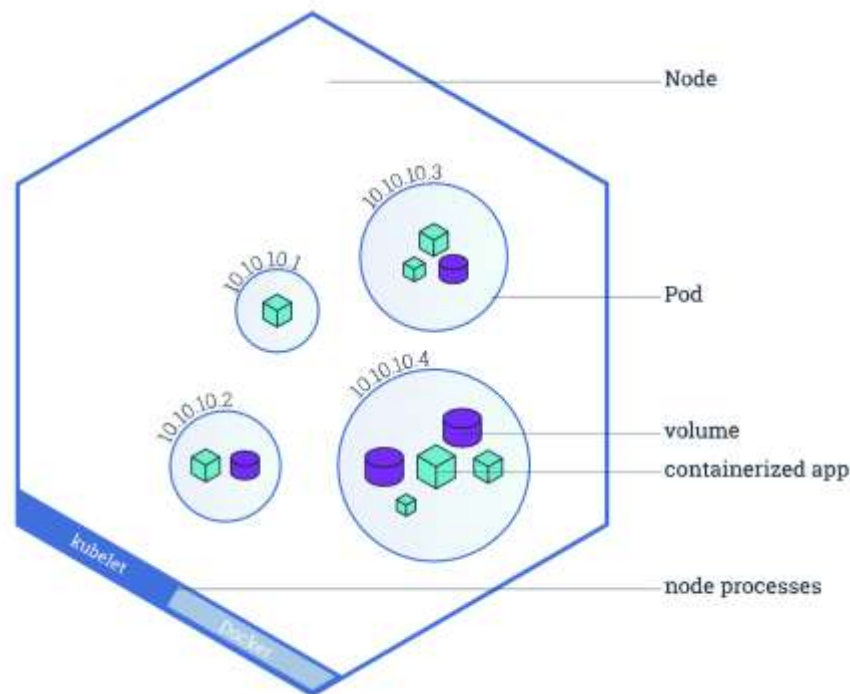 Node
10.10.10.3
10.10.10.1
Pod
10.10.10.4
10.10.10.2
volume
containerized app
kubelet
node processes
Docker